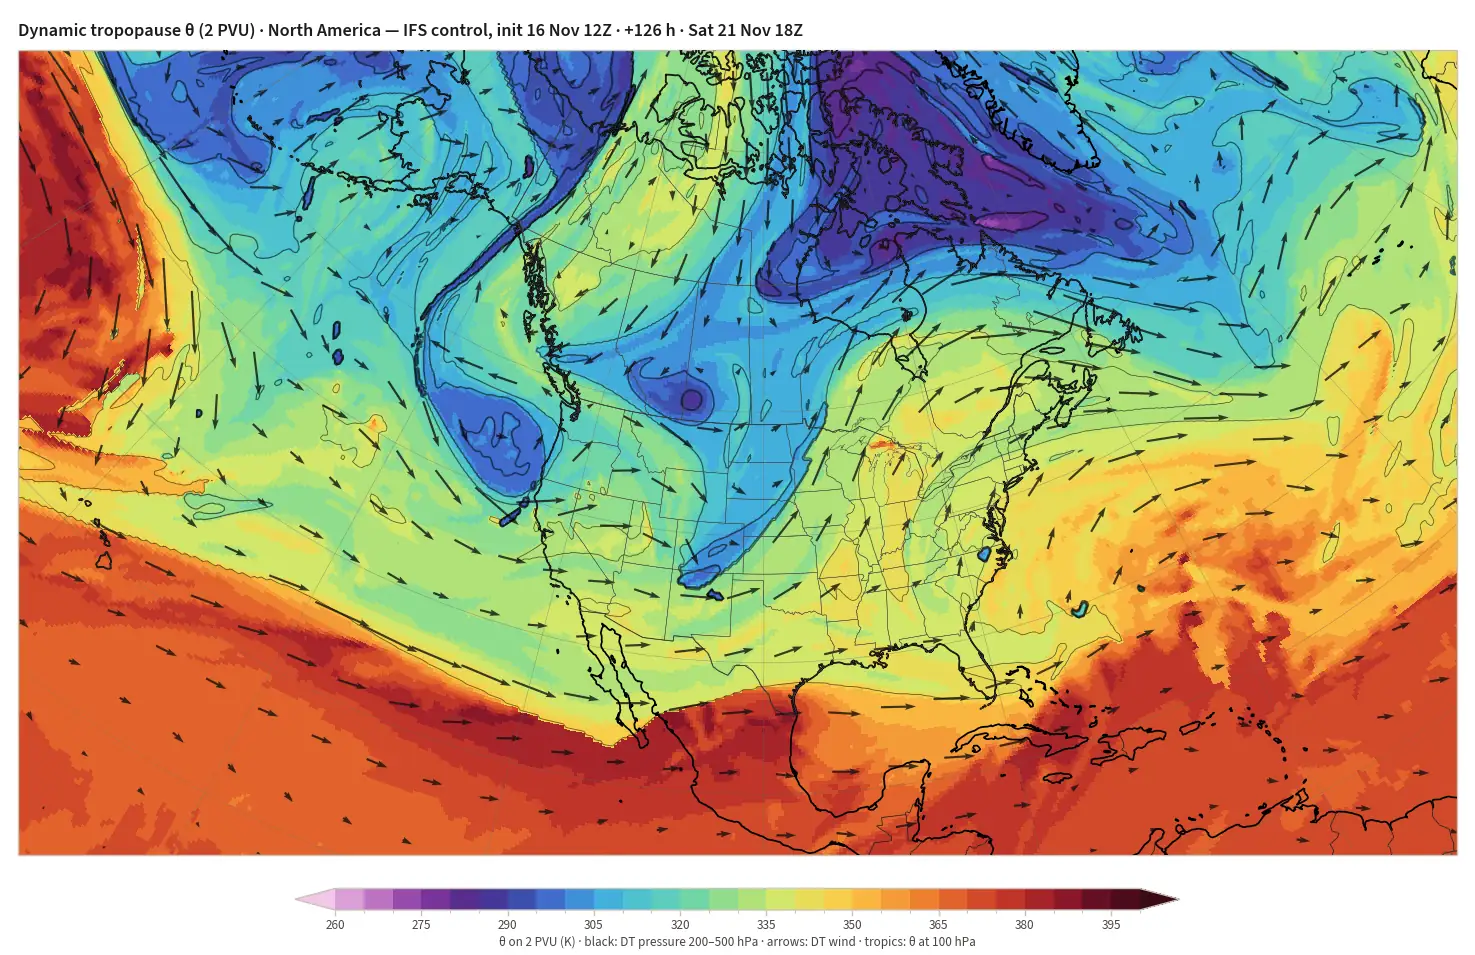 Dynamic tropopause θ (2 PVU) · North America — IFS control, init 16 Nov 12Z · +126 h · Sat 21 Nov 18Z
260 275 290 305 320 335 350 365 380 395
θ on 2 PVU (K) · black: DT pressure 200–500 hPa · arrows: DT wind · tropics: θ at 100 hPa